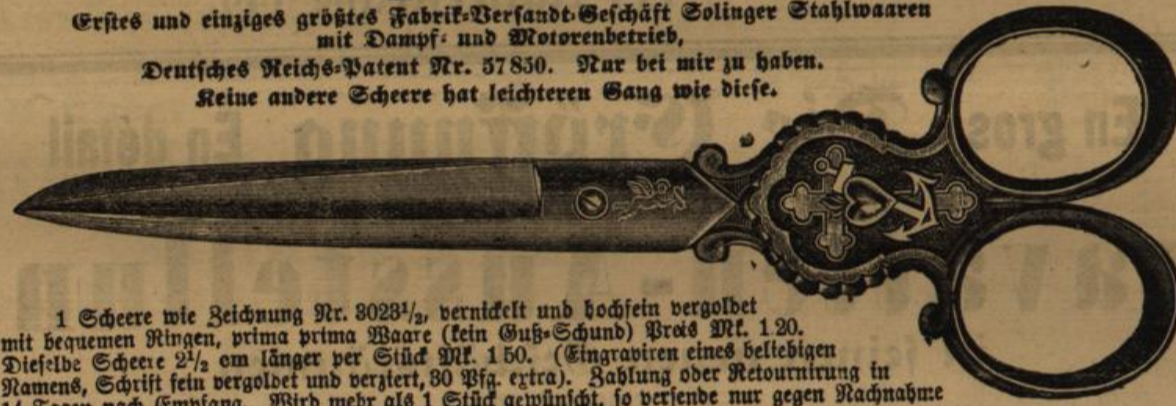 Erstes und einziges größtes Fabrik-Versandt-Geschäft Solinger Stahlwaaren
mit Dampf- und Motorenbetrieb,
Deutsches Reichs-Patent Nr. 57850. Nur bei mir zu haben.
Keine andere Scheere hat leichteren Gang wie diese.
1 Scheere wie Zeichnung Nr. 3023½, vernickelt und hochfein vergoldet
mit bequemen Ringen, prima prima Waare (kein Guß-Schund) Preis Mk. 1.20.
Dieselbe Scheere 2½ cm länger per Stück Mk. 1.50. (Eingraviren eines beliebigen
Namens, Schrift fein vergoldet und verziert, 30 Pfg. extra). Zahlung oder Retournirung in
14 Tagen nach Empfang. Wird mehr als 1 Stück gewünscht, so versende nur gegen Nachnahme